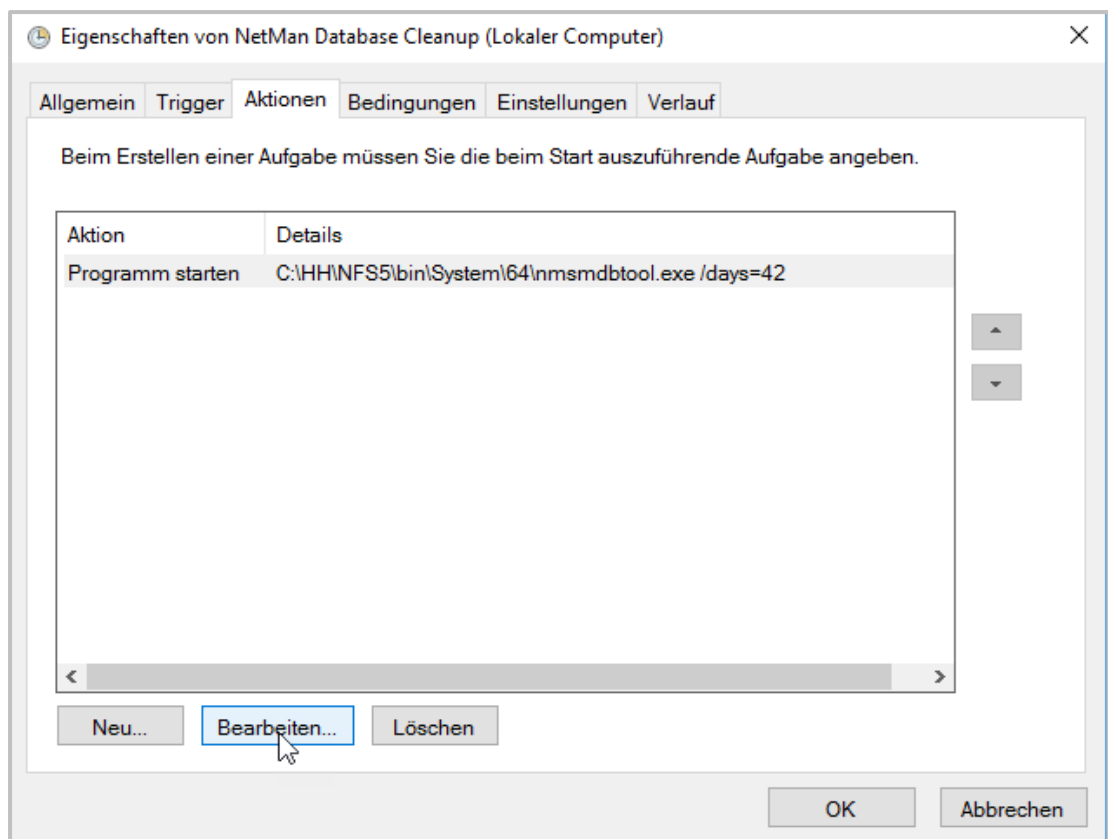 Eigenschaften von NetMan Database Cleanup (Lokaler Computer)
Allgemein Trigger Aktionen Bedingungen Einstellungen Verlauf
Beim Erstellen einer Aufgabe müssen Sie die beim Start auszuführende Aufgabe angeben.
Aktion Details
Programm starten C:\HH\NFS5\bin\System\64\nmsmdbtool.exe /days=42
Neu... Bearbeiten... Löschen
OK Abbrechen